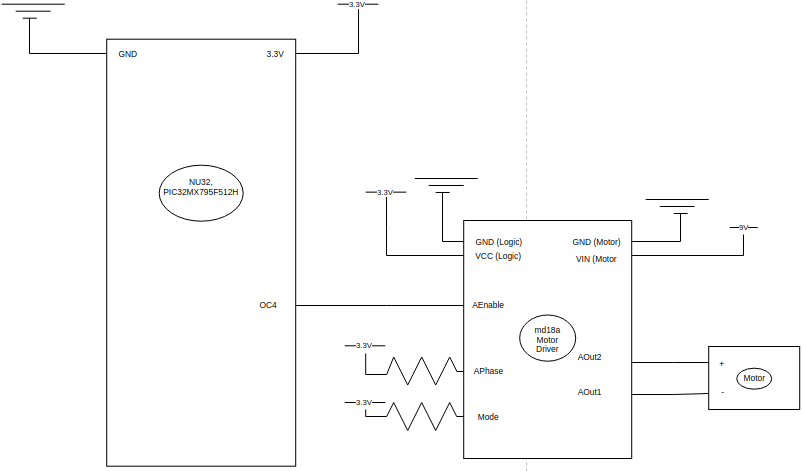 3.3V
GND
3.3V
NU32,
PIC32MX795F512H
3.3V
9V
GND (Logic)
GND (Motor)
VCC (Logic)
VIN (Motor
OC4
AEnable
md18a
Motor
Driver
3.3V
AOut2
APhase
+
Motor
-
AOut1
3.3V
Mode